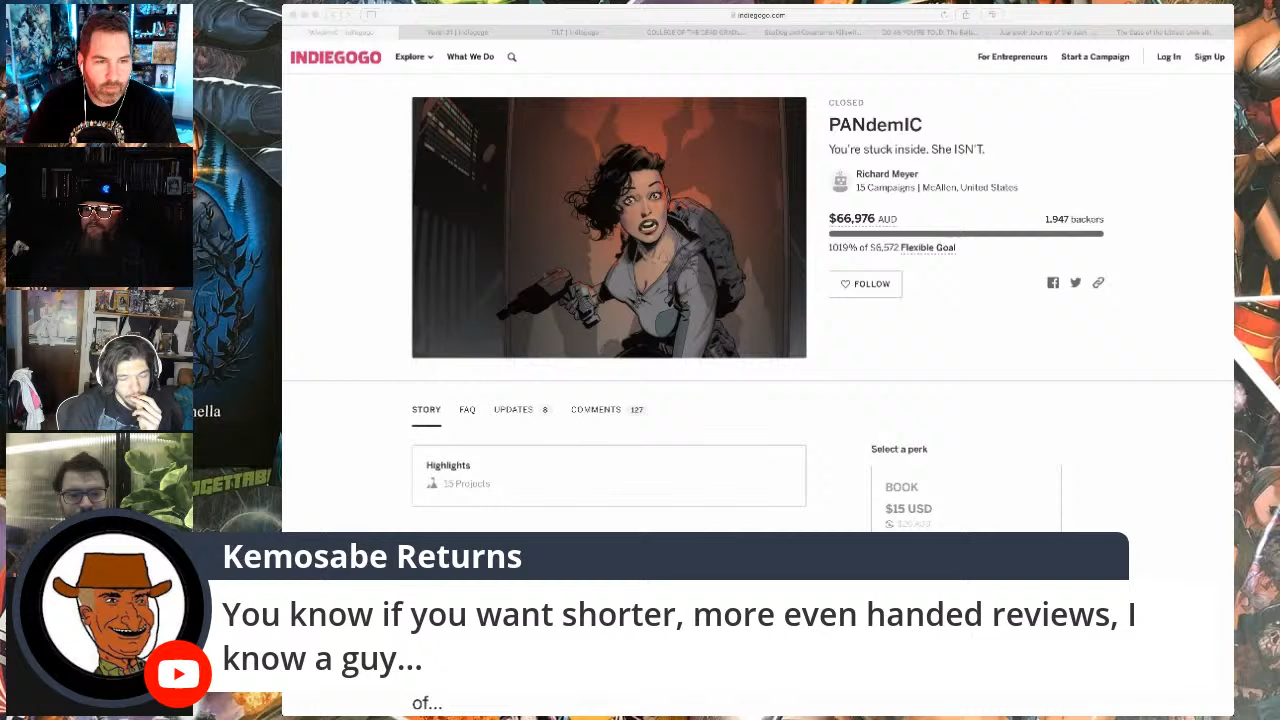 indiegogo.com
INDIEGOGO
Explore
What We Do
For Entrepreneurs
Start a Campaign
Log In
Sign Up
CLOSED
PANdemIC
You're stuck inside. She ISN'T.
Richard Meyer
15 Campaigns | McAllen, United States
$66,976 AUD
1,947 backers
1019% of $6,572 Flexible Goal
FOLLOW
STORY
FAQ
UPDATES 8
COMMENTS 127
Highlights
15 Projects
Select a perk
BOOK
$15 USD
nella
Kemosabe Returns
You know if you want shorter, more even handed reviews, I
know a guy...
of...